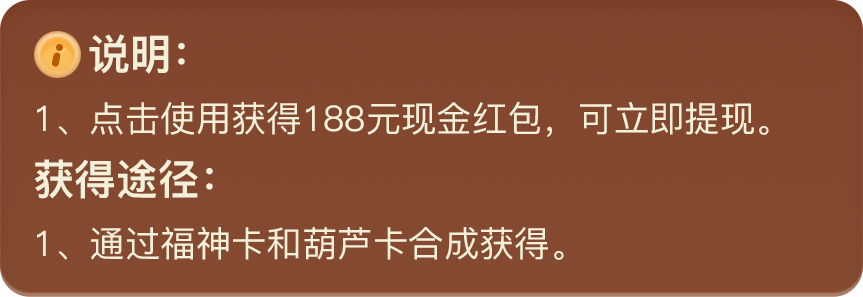 说明：
1、点击使用获得188元现金红包，可立即提现。
获得途径：
1、通过福神卡和葫芦卡合成获得。